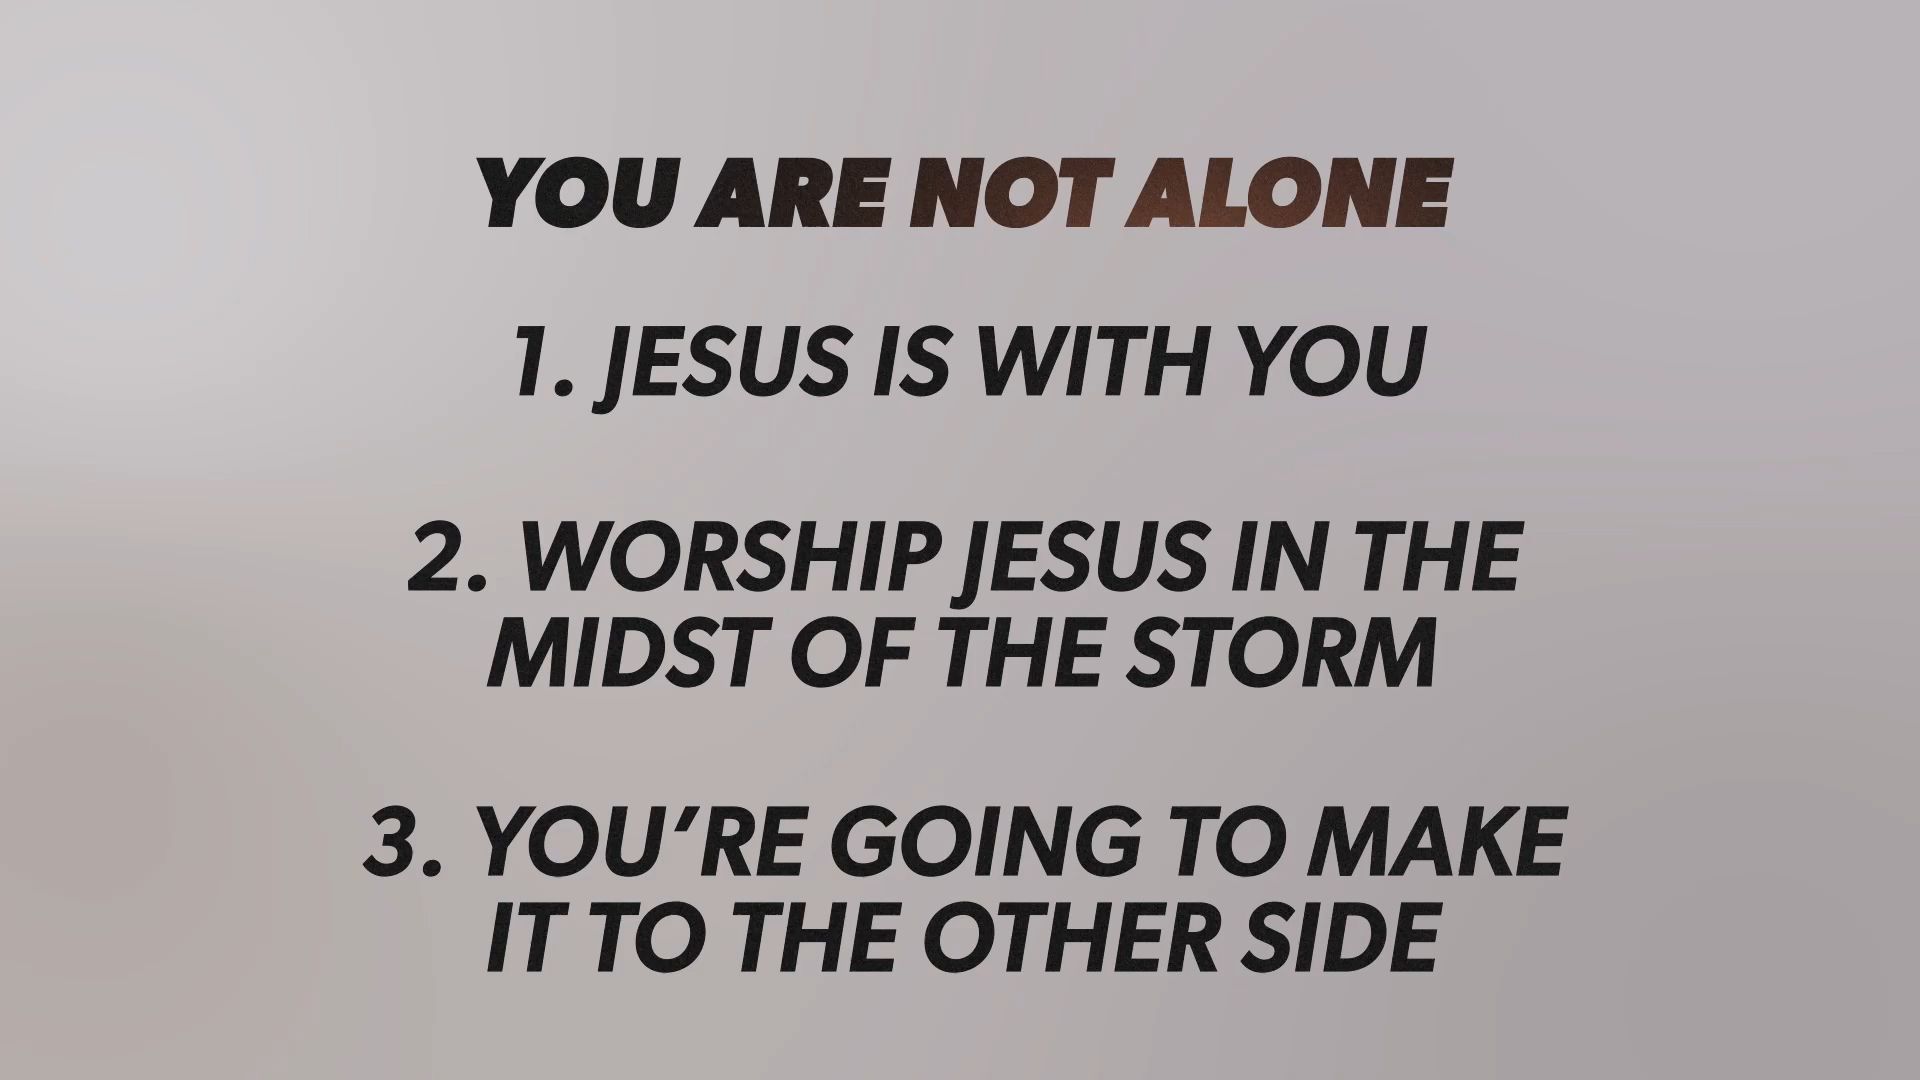 YOU ARE NOT ALONE
1. JESUS IS WITH YOU
2. WORSHIP JESUS IN THE
MIDST OF THE STORM
3. YOU’RE GOING TO MAKE
IT TO THE OTHER SIDE